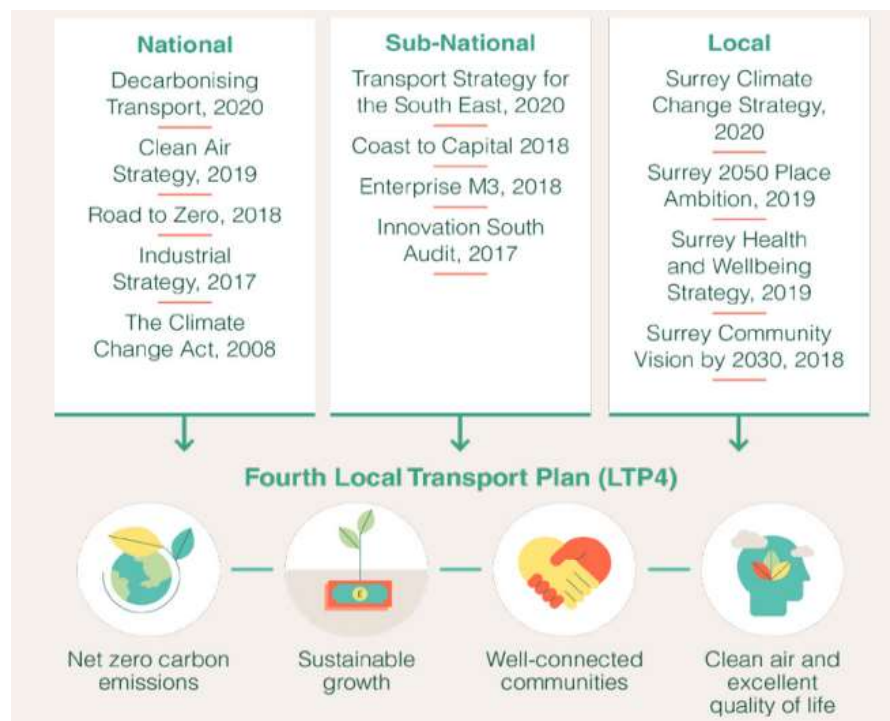 National
Decarbonising
Transport, 2020
Clean Air
Strategy, 2019
Road to Zero, 2018
Industrial
Strategy, 2017
The Climate
Change Act, 2008
Sub-National
Transport Strategy for
the South East, 2020
Coast to Capital 2018
Enterprise M3, 2018
Innovation South
Audit, 2017
Local
Surrey Climate
Change Strategy,
2020
Surrey 2050 Place
Ambition, 2019
Surrey Health
and Wellbeing
Strategy, 2019
Surrey Community
Vision by 2030, 2018
Fourth Local Transport Plan (LTP4)
£
Net zero carbon
emissions
Sustainable
growth
Well-connected
communities
Clean air and
excellent
quality of life